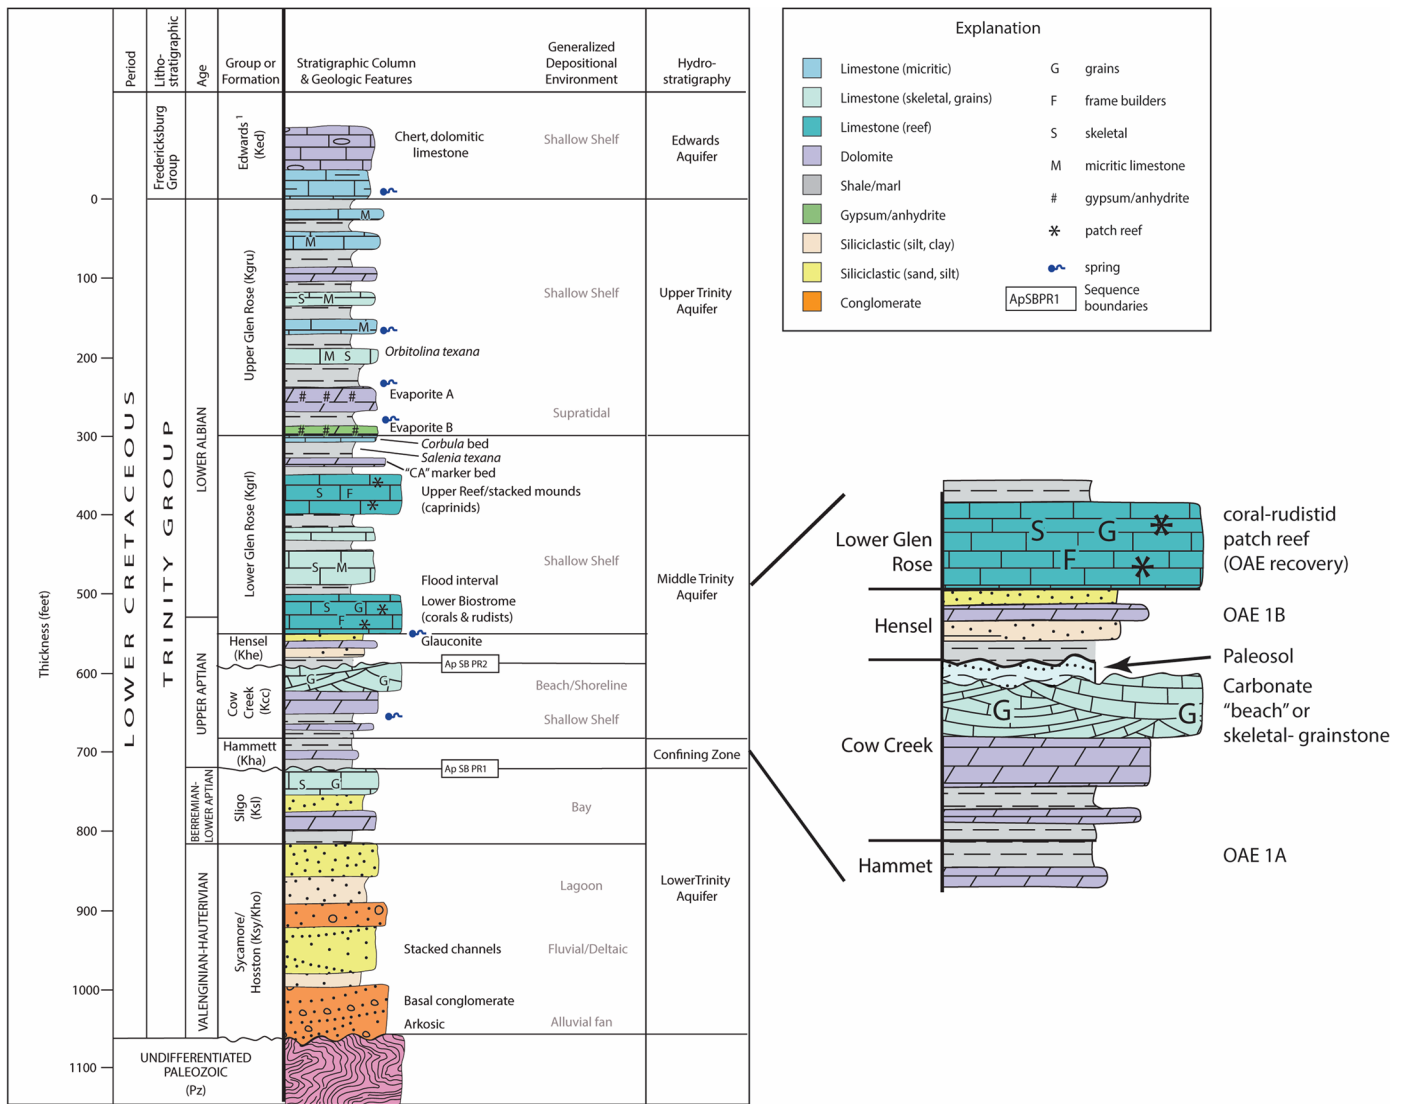 Period
Litho-
stratigraphic
Age
Group or
Formation
Stratigraphic Column
& Geologic Features
Generalized
Depositional
Environment
Hydro-
stratigraphy
Fredericksburg
Group
Edwards 1
(Ked)
Chert, dolomitic
limestone
Shallow Shelf
Edwards
Aquifer
Thickness (feet)
0
100
200
300
400
500
600
700
800
900
1000
1100
LOWER CRETACEOUS
TRINITY GROUP
LOWER ALBIAN
UPPER APTIAN
BERREMIAN-
LOWER APTIAN
VALENGINIAN-HAUTERIVIAN
Upper Glen Rose (Kgru)
M
M
S M
M
M S
# # #
# # #
Orbitolina texana
Evaporite A
Evaporite B
Shallow Shelf
Supratidal
Upper Trinity
Aquifer
Lower Glen Rose (Kgrl)
Corbula bed
Salenia texana
"CA" marker bed
S F *
*
Upper Reef/stacked mounds
(caprinids)
S M
Shallow Shelf
Flood interval
Lower Biostrome
(corals & rudists)
S G *
F *
Middle Trinity
Aquifer
Hensel
(Khe)
Glauconite
Ap SB PR2
Cow
Creek
(Kcc)
G G
Beach/Shoreline
Shallow Shelf
Hammett
(Kha)
Confining Zone
Ap SB PR1
Sligo
(Ksl)
S G
Bay
Sycamore/
Hosston (Ksy/Kho)
Lagoon
LowerTrinity
Aquifer
Stacked channels
Fluvial/Deltaic
Basal conglomerate
Arkosic
Alluvial fan
UNDIFFERENTIATED
PALEOZOIC
(Pz)
Explanation
Limestone (micritic)
Limestone (skeletal, grains)
Limestone (reef)
Dolomite
Shale/marl
Gypsum/anhydrite
Siliciclastic (silt, clay)
Siliciclastic (sand, silt)
Conglomerate
G grains
F frame builders
S skeletal
M micritic limestone
# gypsum/anhydrite
* patch reef
spring
ApSBPR1 Sequence
boundaries
Lower Glen
Rose
S G *
F *
coral-rudistid
patch reef
(OAE recovery)
Hensel
OAE 1B
Paleosol
Carbonate
"beach" or
skeletal- grainstone
G G
Cow Creek
Hammet
OAE 1A